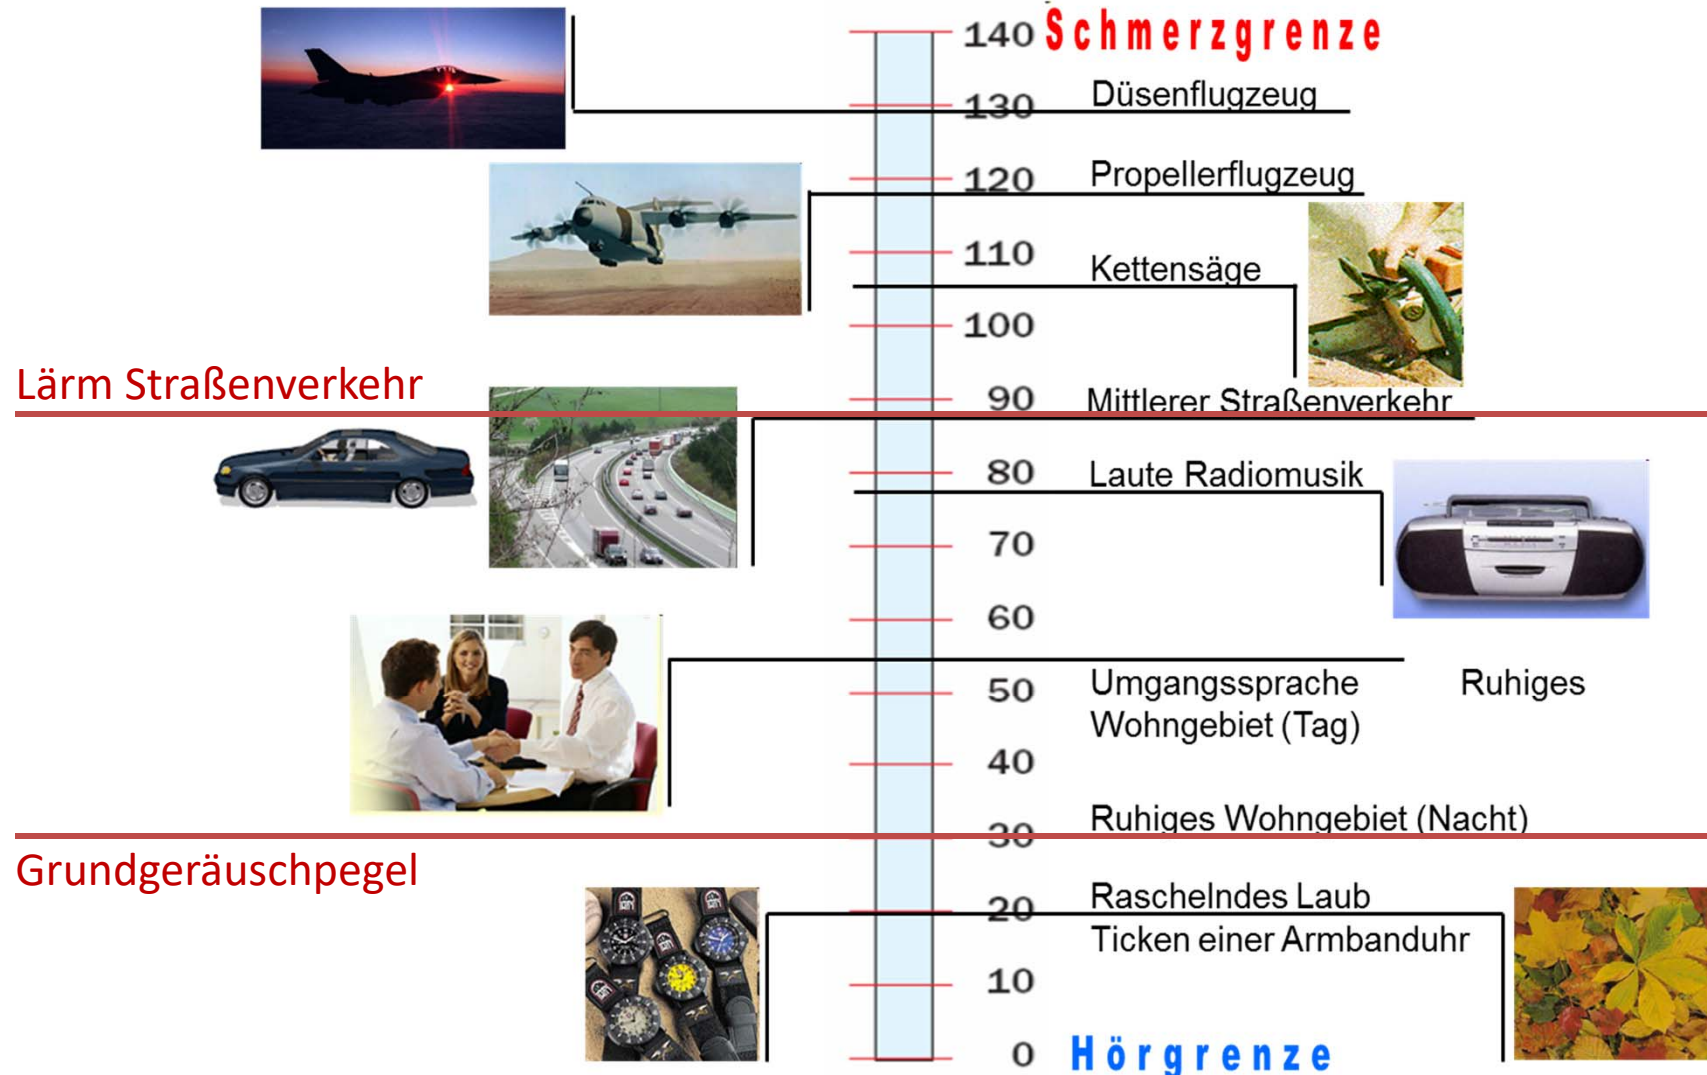 140 Schmerzgrenze
Düsenflugzeug
130
Propellerflugzeug
120
110
Kettensäge
100
Lärm Straßenverkehr
90 Mittlerer Straßenverkehr
80 Laute Radiomusik
70
60
50 Umgangssprache Ruhiges
Wohngebiet (Tag)
40
Ruhiges Wohngebiet (Nacht)
30
Grundgeräuschpegel
Raschelndes Laub
20
Ticken einer Armbanduhr
10
0 Hörgrenze